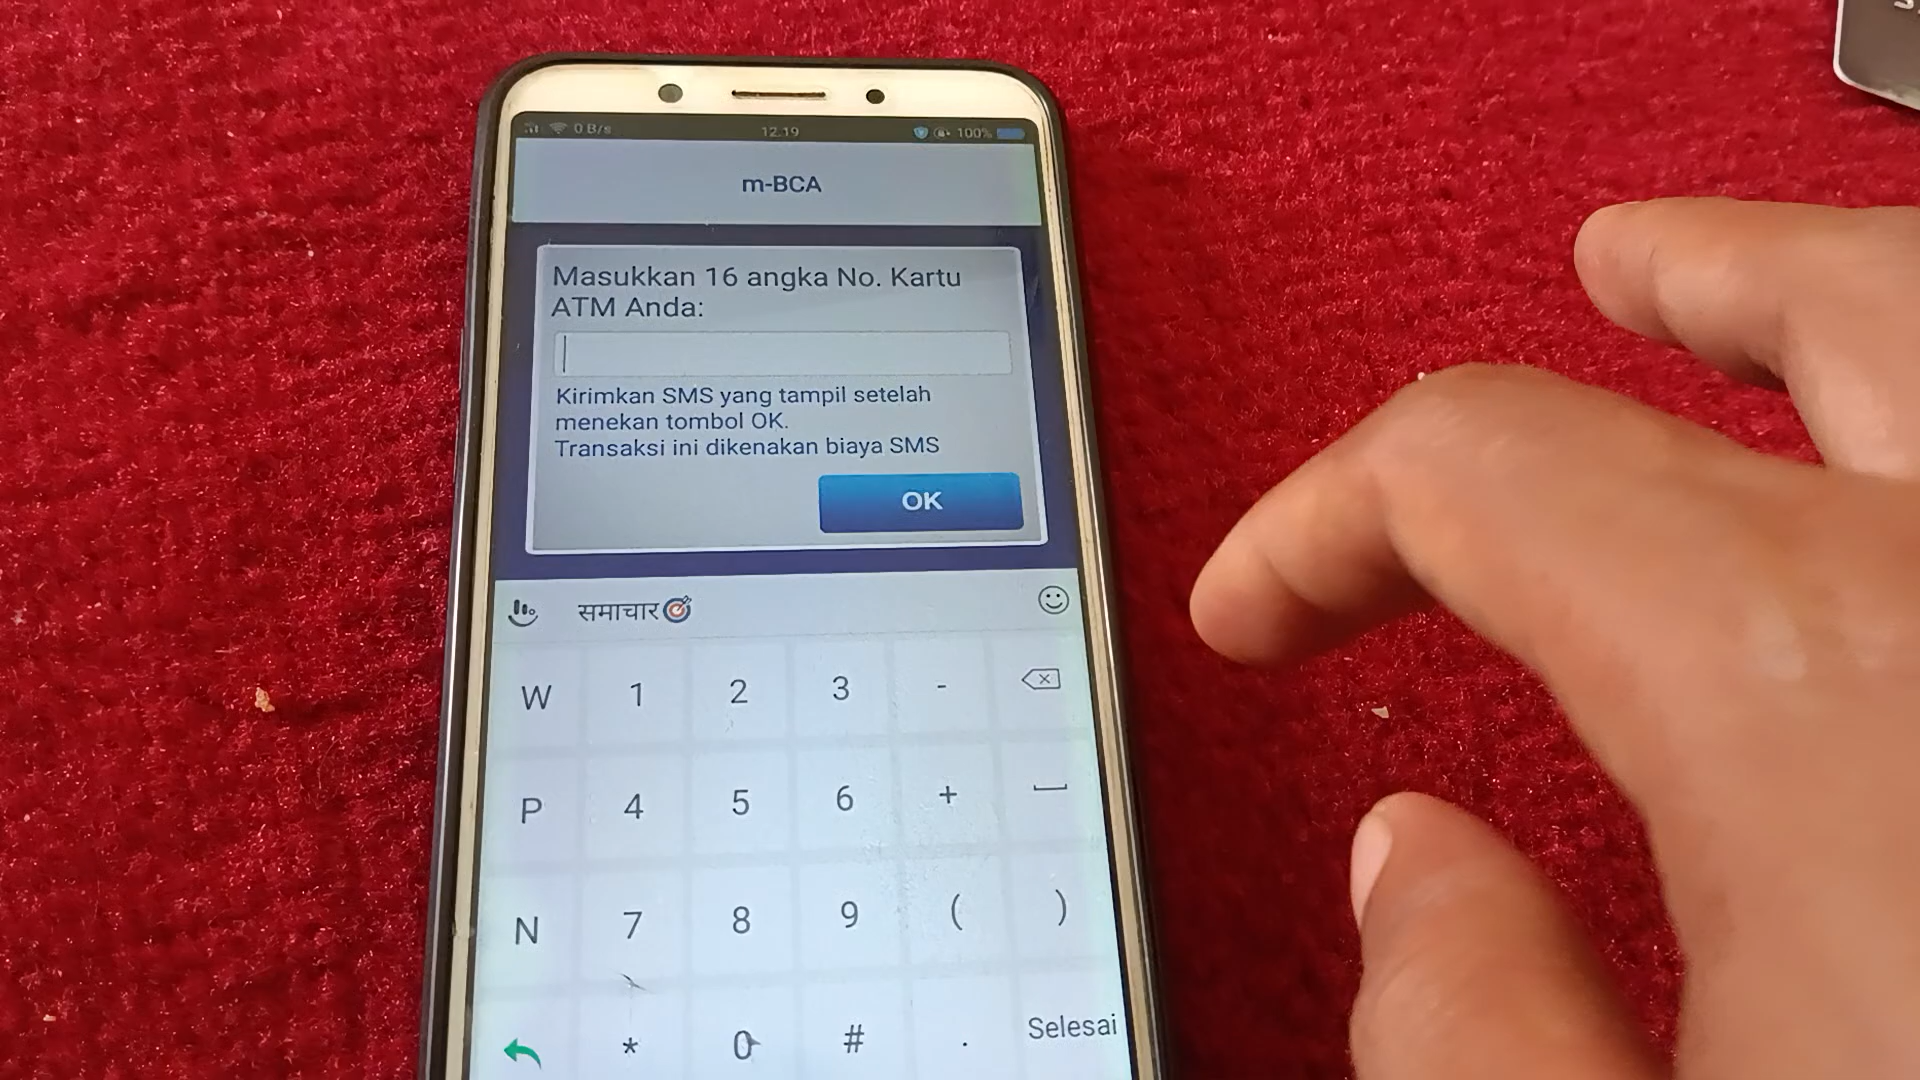 0 B/s 12.19 100%
m-BCA
Masukkan 16 angka No. Kartu
ATM Anda:
Kirimkan SMS yang tampil setelah
menekan tombol OK.
Transaksi ini dikenakan biaya SMS
OK
समाचार🎯
W 1 2 3 -
P 4 5 6 +
N 7 8 9 ( )
* 0 # . Selesai